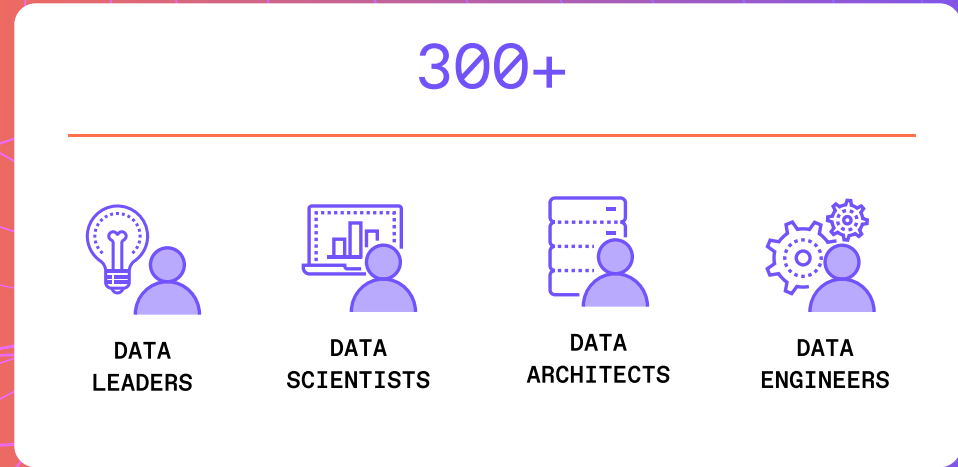 300+
DATA
LEADERS
DATA
SCIENTISTS
DATA
ARCHITECTS
DATA
ENGINEERS